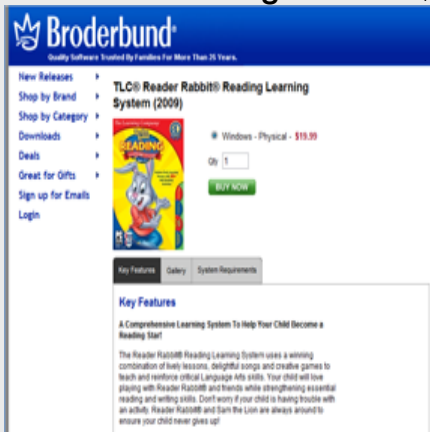 Broderbund®
Quality Software Trusted By Families For More Than 25 Years.
New Releases
Shop by Brand
Shop by Category
Downloads
Deals
Great for Gifts
Sign up for Emails
Login
TLC® Reader Rabbit® Reading Learning
System (2009)
The Learning Company
READING
Windows - Physical - $19.99
Qty 1
BUY NOW
Key Features
Gallery
System Requirements
Key Features
A Comprehensive Learning System To Help Your Child Become a
Reading Star!
The Reader Rabbit® Reading Learning System uses a winning
combination of lively lessons, delightful songs and creative games to
teach and reinforce critical Language Arts skills. Your child will love
playing with Reader Rabbit® and friends while strengthening essential
reading and writing skills. Don't worry if your child is having trouble with
an activity. Reader Rabbit® and Sam the Lion are always around to
ensure your child never gives up!